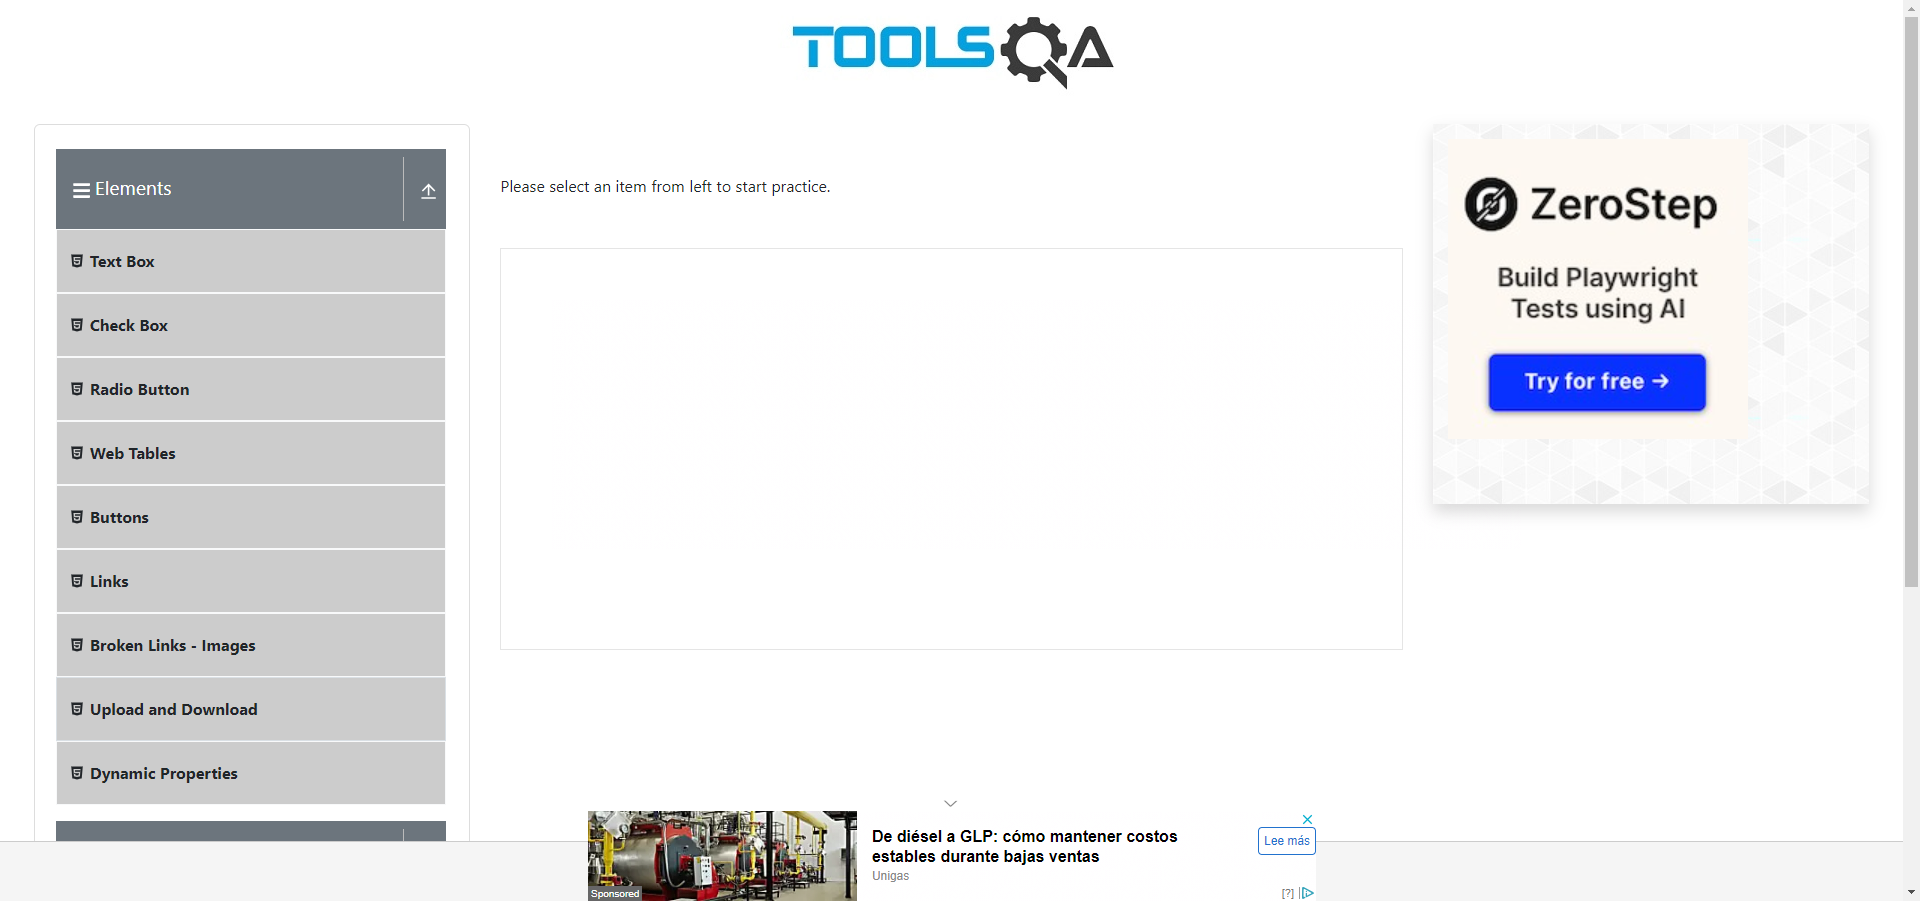 TOOLSQA
Elements
Text Box
Check Box
Radio Button
Web Tables
Buttons
Links
Broken Links - Images
Upload and Download
Dynamic Properties
Please select an item from left to start practice.
ZeroStep
Build Playwright
Tests using AI
Try for free →
De diésel a GLP: cómo mantener costos
estables durante bajas ventas
Unigas
Lee más
Sponsored
[?]